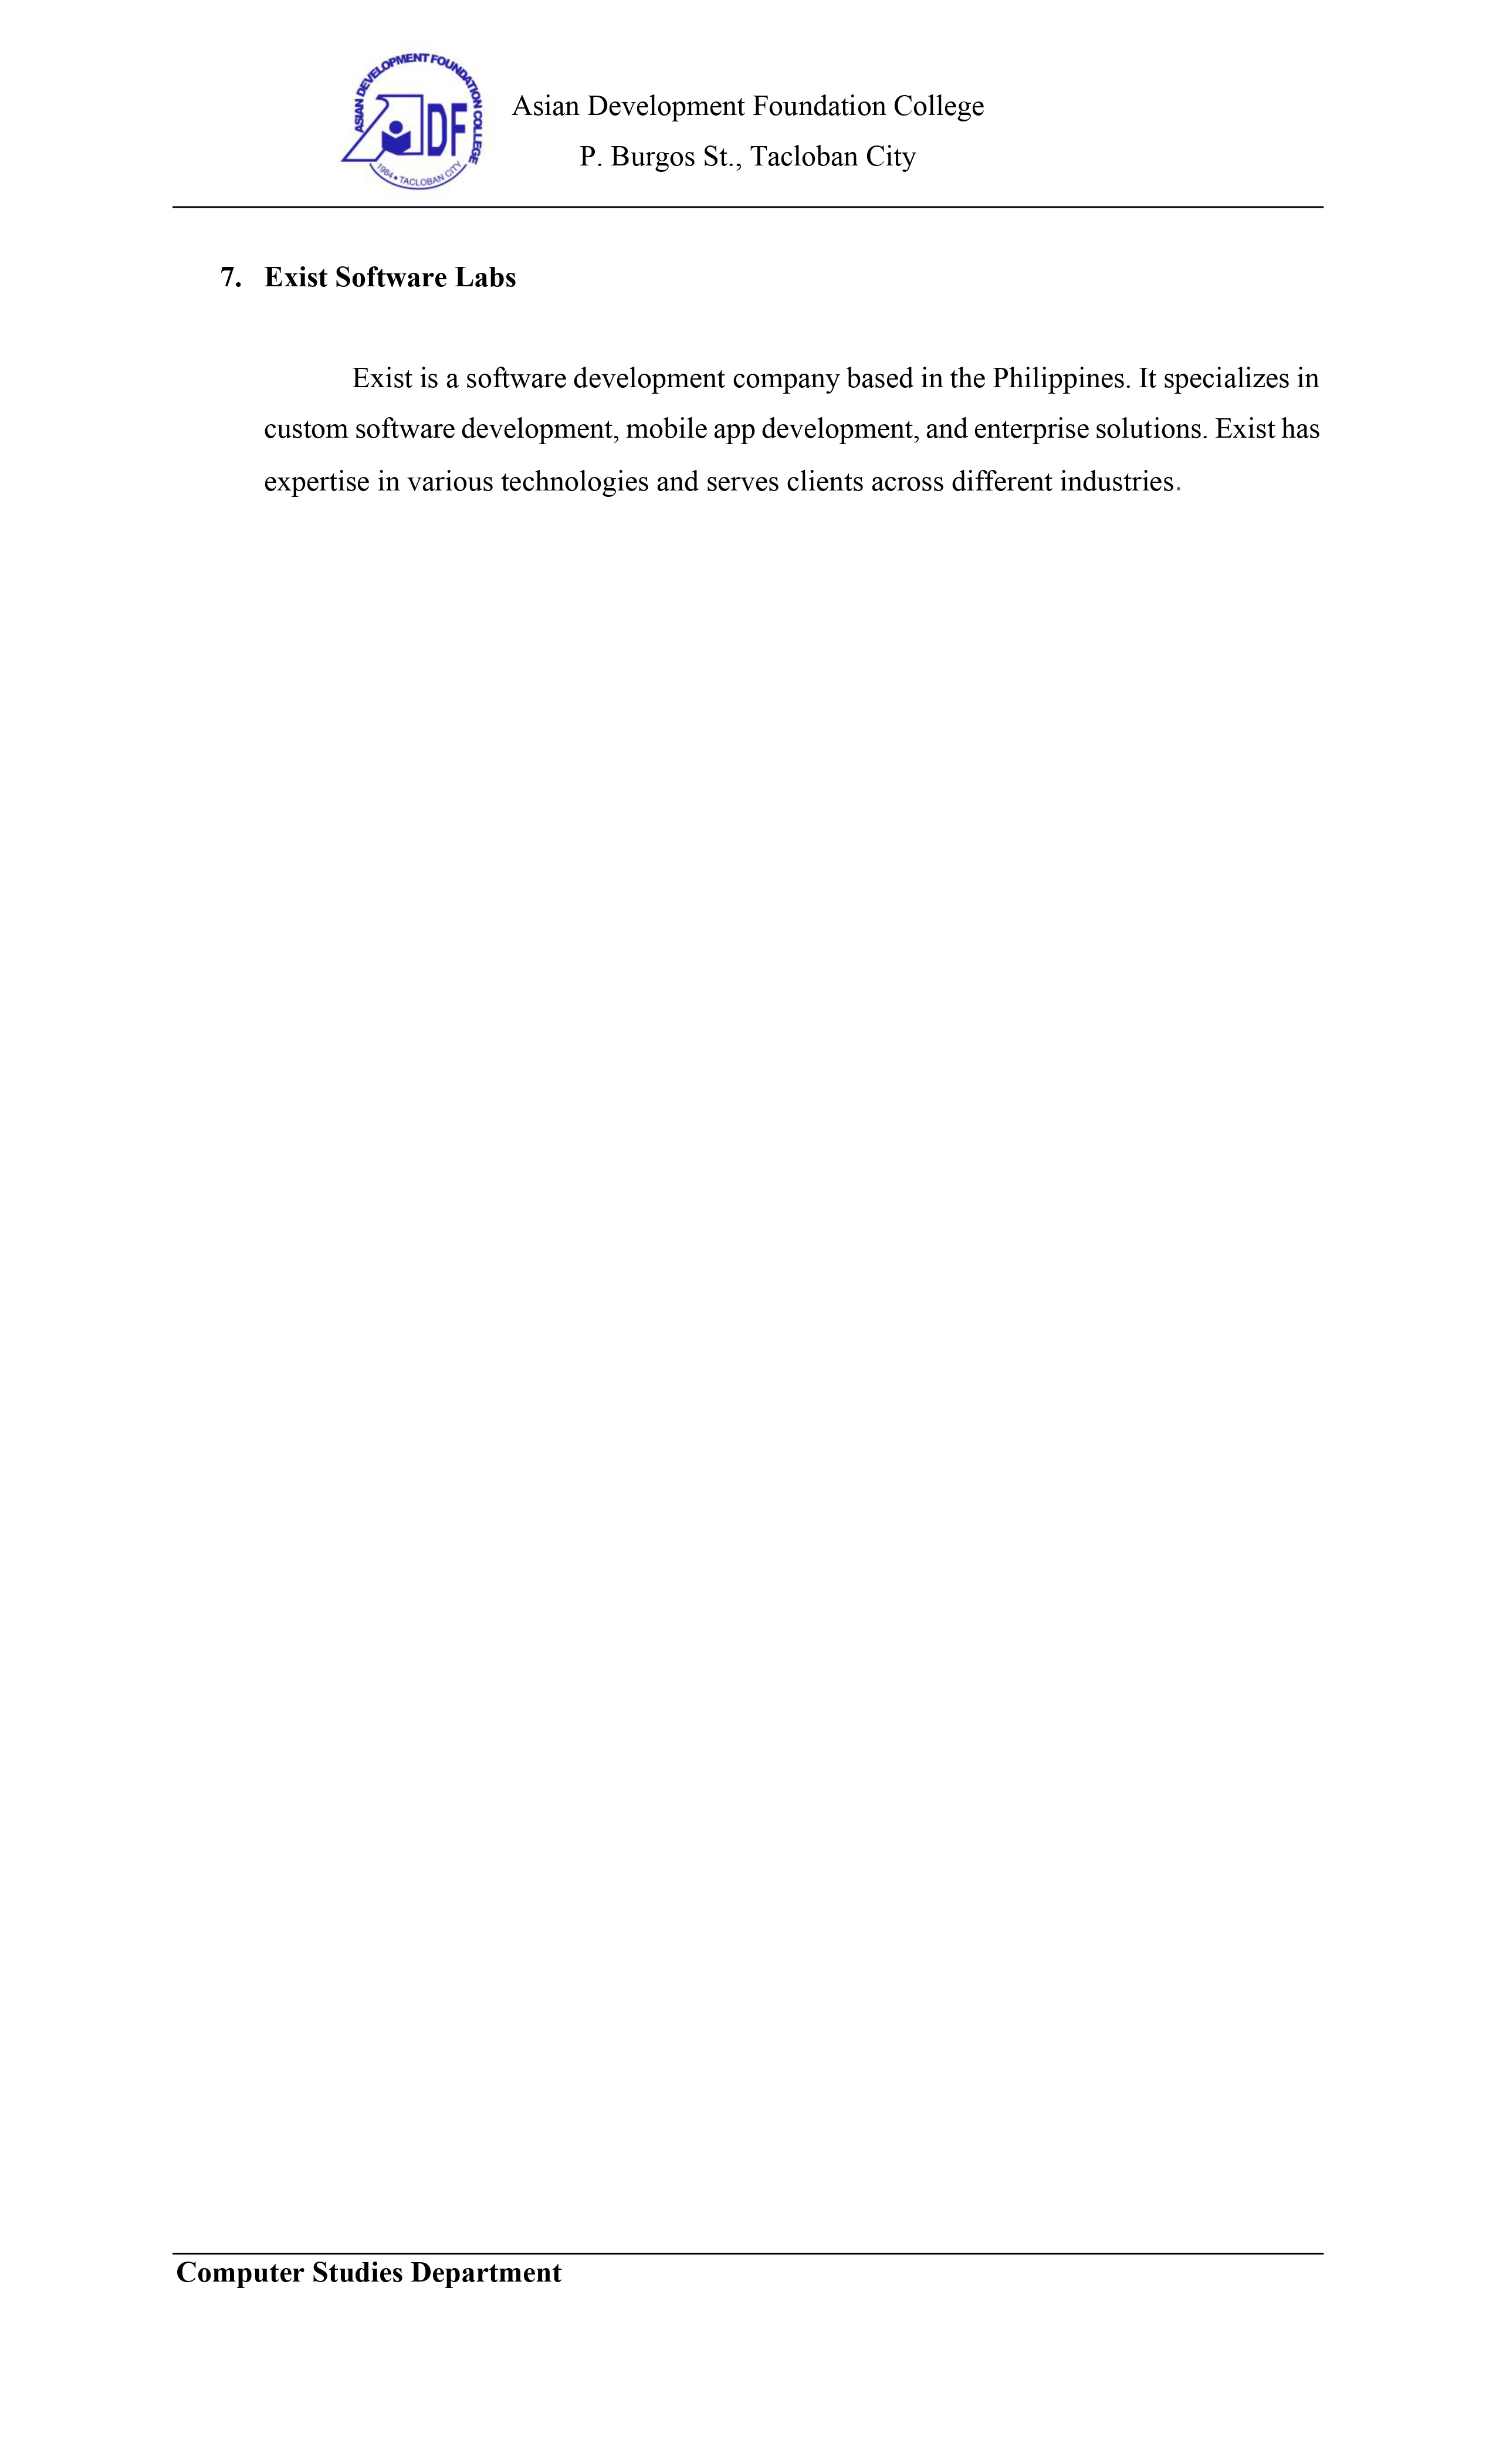 ASIAN DEVELOPMENT FOUNDATION COLLEGE
ADF
1984 • TACLOBAN CITY
Asian Development Foundation College
P. Burgos St., Tacloban City
7. Exist Software Labs
Exist is a software development company based in the Philippines. It specializes in
custom software development, mobile app development, and enterprise solutions. Exist has
expertise in various technologies and serves clients across different industries.
Computer Studies Department